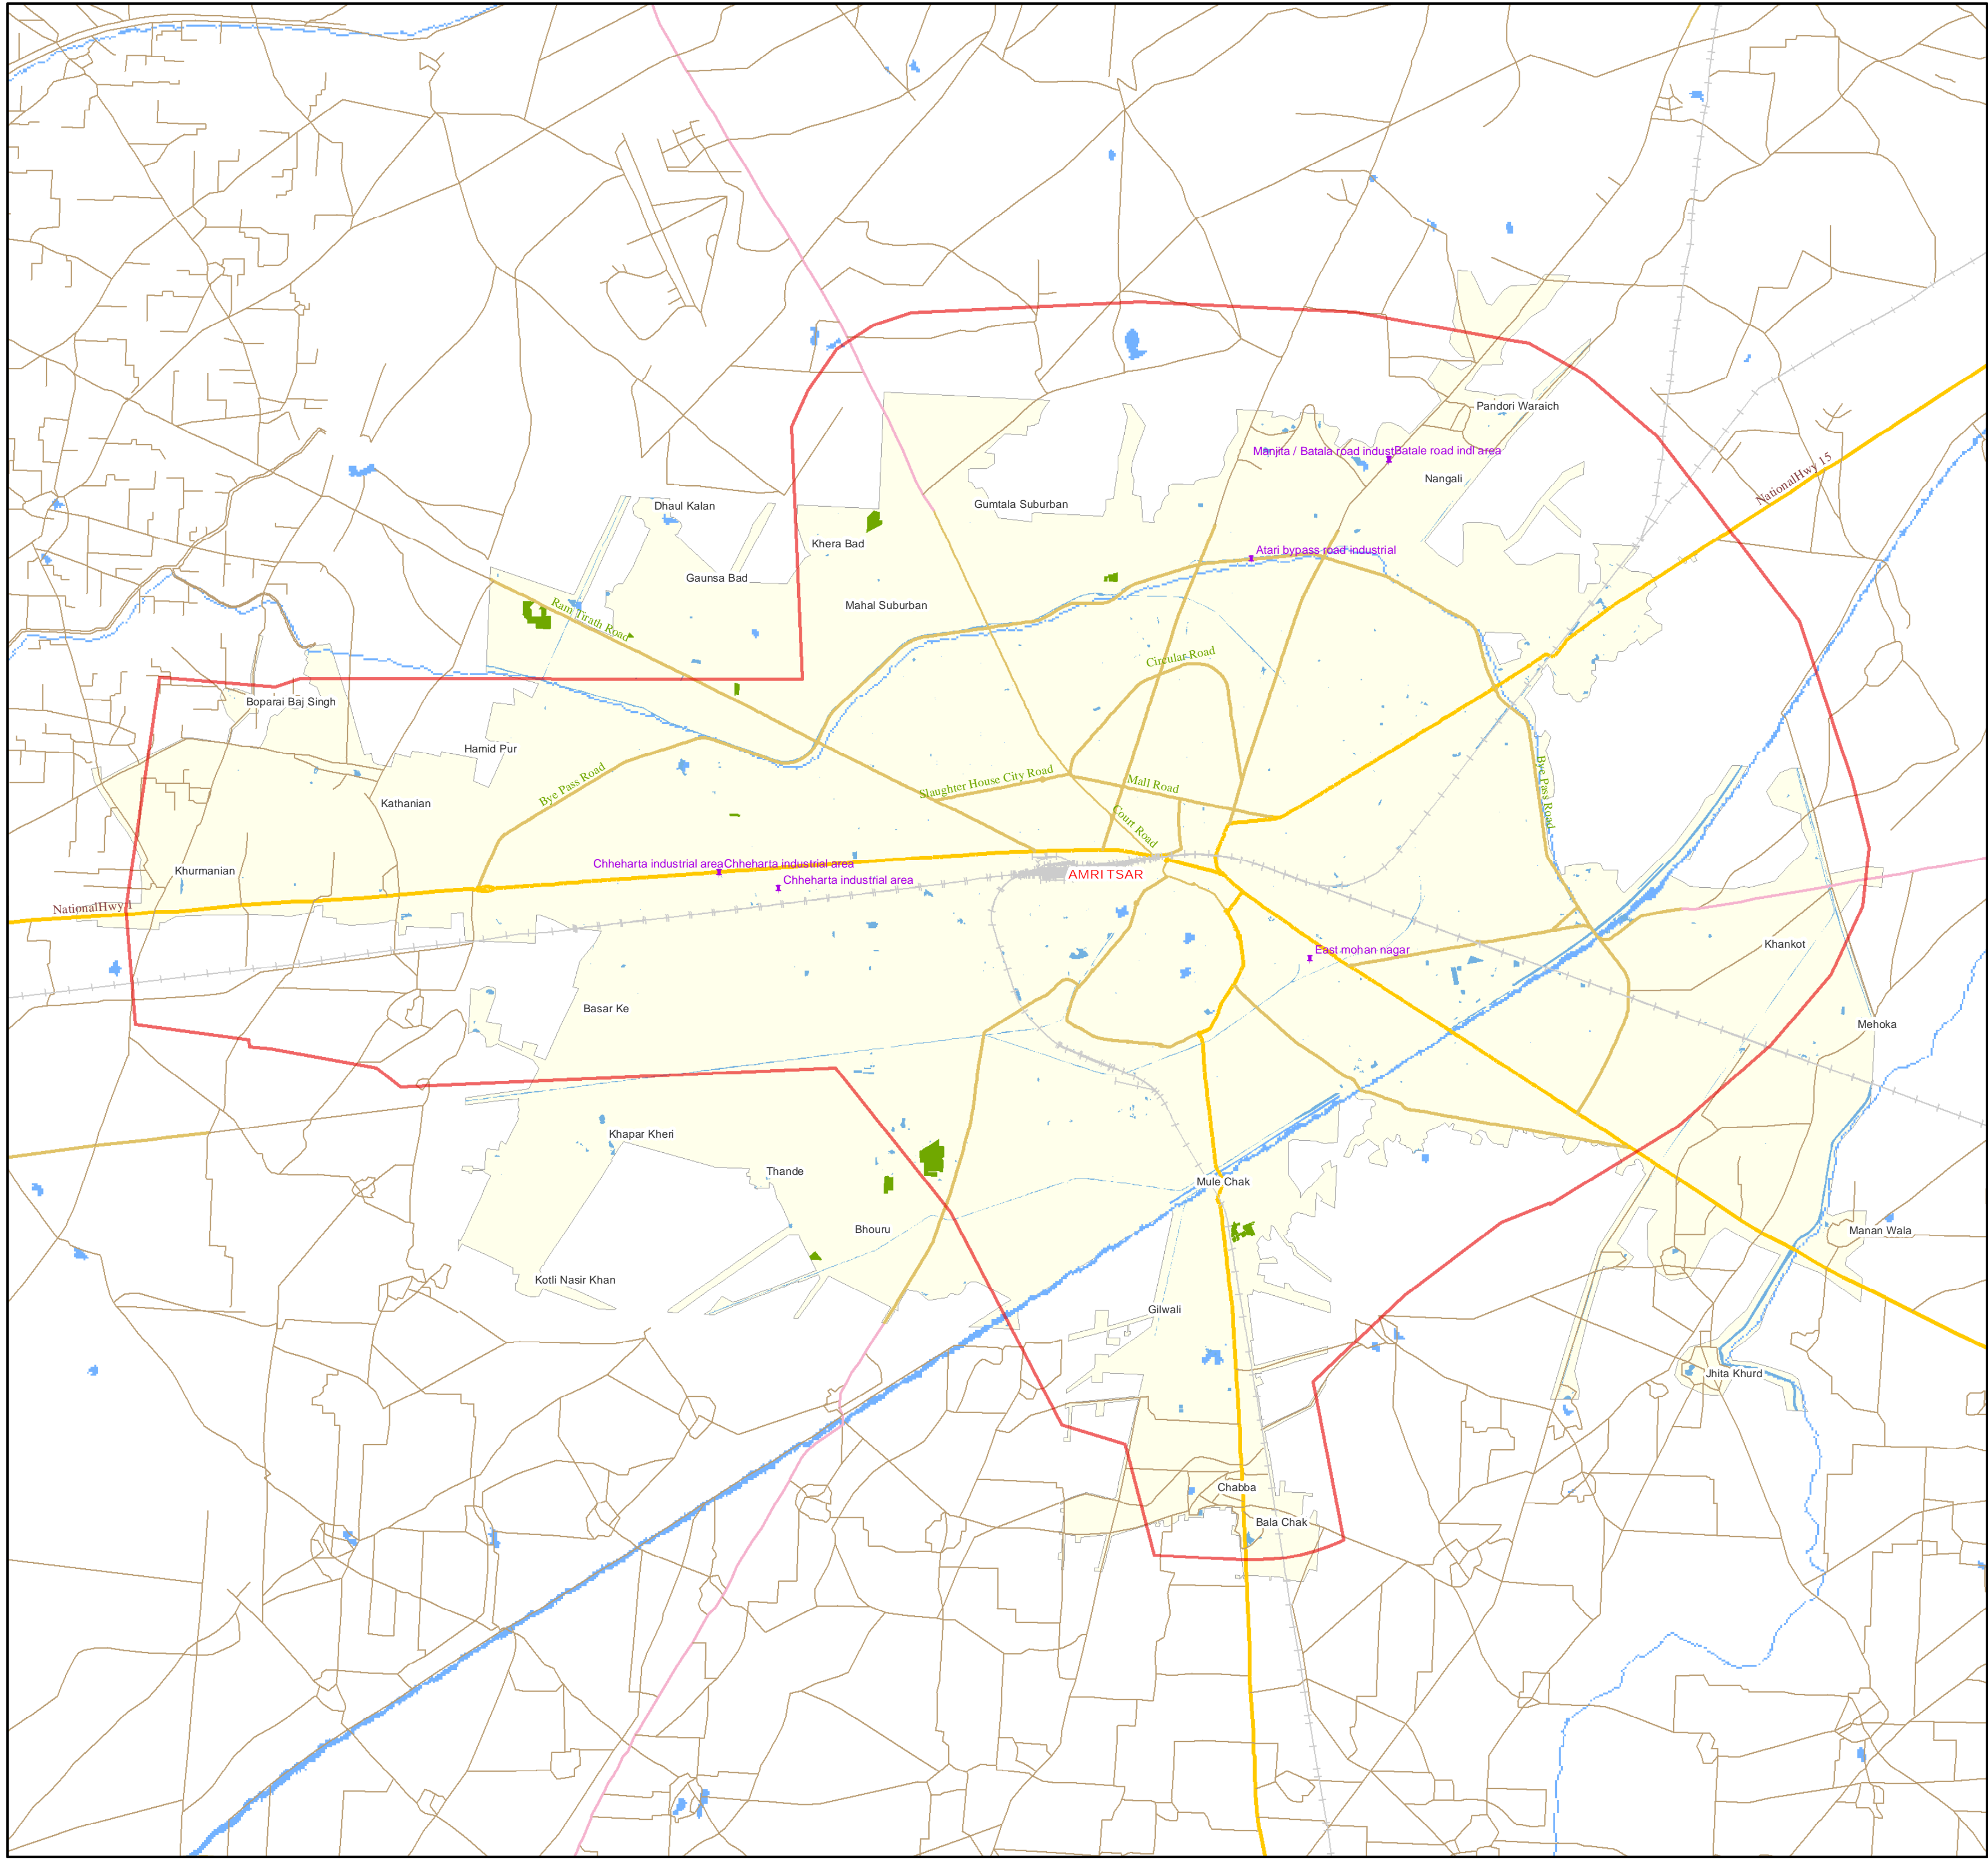 Pandori Waraich
Manjita / Batala road indust
Batale road indl area
Nangali
NationalHwy 15
Dhaul Kalan
Gumtala Suburban
Khera Bad
Atari bypass road industrial
Gaunsa Bad
Mahal Suburban
Ram Tirath Road
Circular Road
Boparai Baj Singh
Hamid Pur
Bye Pass Road
Slaughter House City Road
Mall Road
Bye Pass Road
Kathanian
Court Road
Chheharta industrial area
Chheharta industrial area
Khurmanian
Chheharta industrial area
AMRITSAR
NationalHwy 1
East mohan nagar
Khankot
Basar Ke
Mehoka
Khapar Kheri
Thande
Mule Chak
Bhouru
Manan Wala
Kotli Nasir Khan
Gilwali
Jhita Khurd
Chabba
Bala Chak